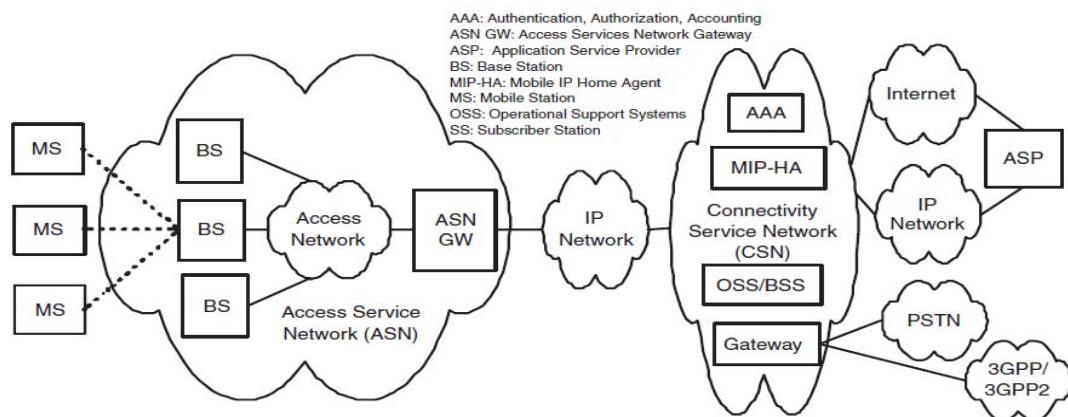 AAA: Authentication, Authorization, Accounting
ASN GW: Access Services Network Gateway
ASP: Application Service Provider
BS: Base Station
MIP-HA: Mobile IP Home Agent
MS: Mobile Station
OSS: Operational Support Systems
SS: Subscriber Station
MS
MS
MS
BS
BS
BS
Access
Network
ASN
GW
Access Service
Network (ASN)
IP
Network
AAA
MIP-HA
Connectivity
Service Network
(CSN)
OSS/BSS
Gateway
Internet
IP
Network
ASP
PSTN
3GPP/
3GPP2